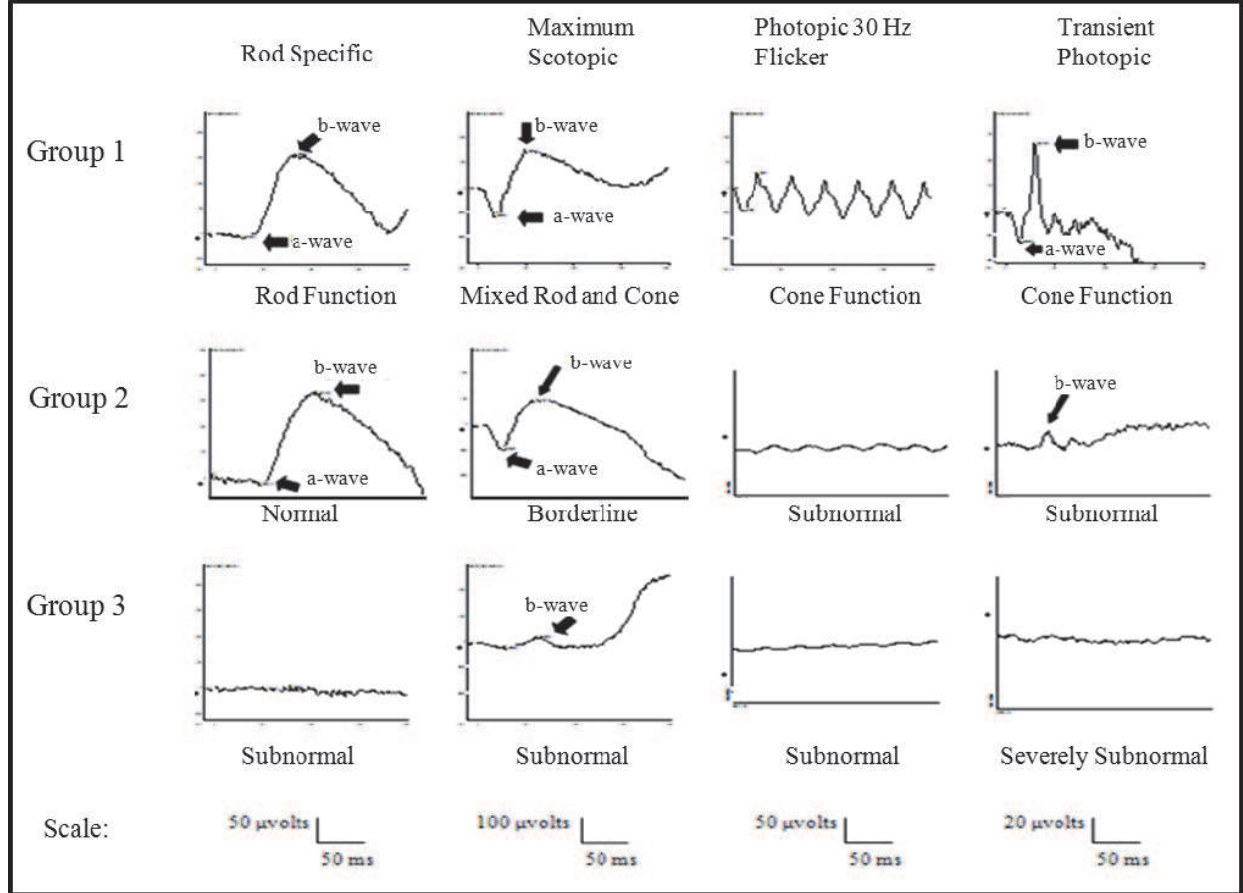 Rod Specific
Maximum
Scotopic
Photopic 30 Hz
Flicker
Transient
Photopic
Group 1
b-wave
a-wave
b-wave
a-wave
b-wave
a-wave
Rod Function
Mixed Rod and Cone
Cone Function
Cone Function
Group 2
b-wave
a-wave
b-wave
a-wave
b-wave
Normal
Borderline
Subnormal
Subnormal
Group 3
b-wave
Subnormal
Subnormal
Subnormal
Severely Subnormal
Scale:
50 µvolts
50 ms
100 µvolts
50 ms
50 µvolts
50 ms
20 µvolts
50 ms